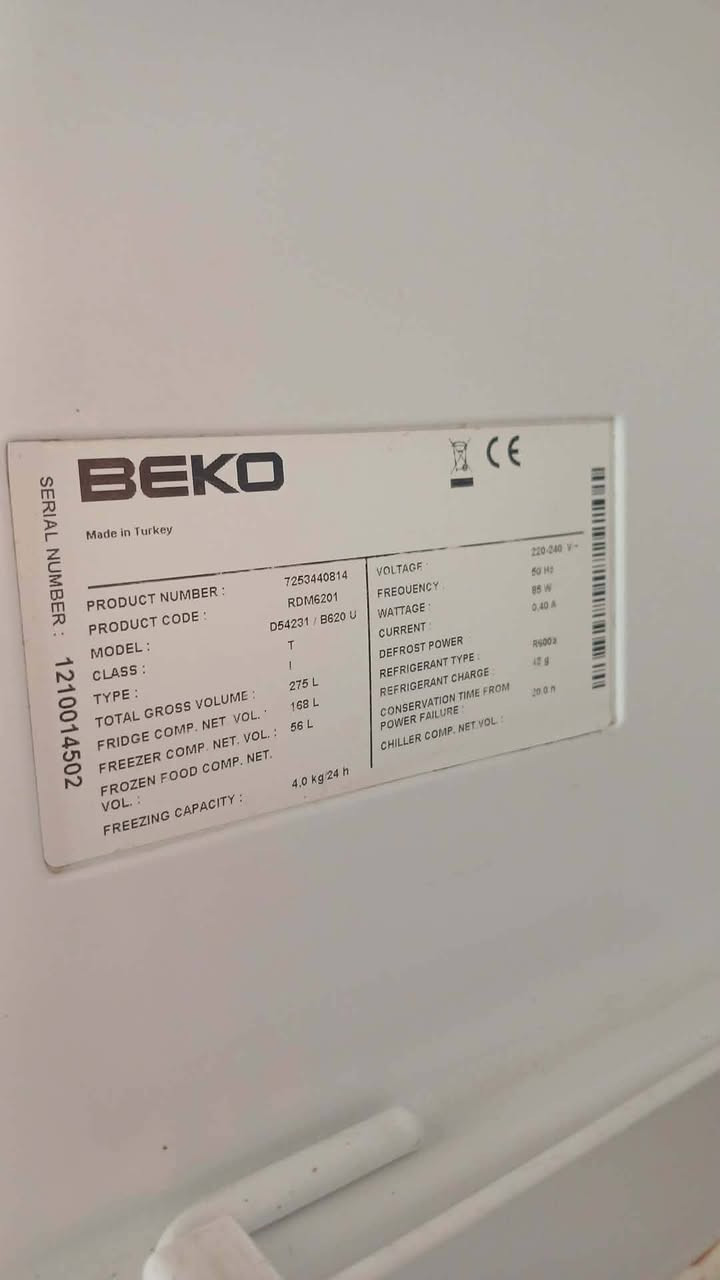 BEKO
CE
Made in Turkey
SERIAL NUMBER : 1210014502
PRODUCT NUMBER : 7253440814
PRODUCT CODE : RDM6201
MODEL : D54231 / B620 U
CLASS : T
TYPE : I
TOTAL GROSS VOLUME : 275 L
FRIDGE COMP. NET. VOL. : 168 L
FREEZER COMP. NET. VOL. : 56 L
FROZEN FOOD COMP. NET.
VOL. :
FREEZING CAPACITY : 4,0 kg/24 h
VOLTAGE : 220-240 V~
FREQUENCY : 50 Hz
WATTAGE : 85 W
CURRENT : 0,40 A
DEFROST POWER
REFRIGERANT TYPE : R600a
REFRIGERANT CHARGE : g
CONSERVATION TIME FROM
POWER FAILURE : 20.0 h
CHILLER COMP. NET.VOL. :